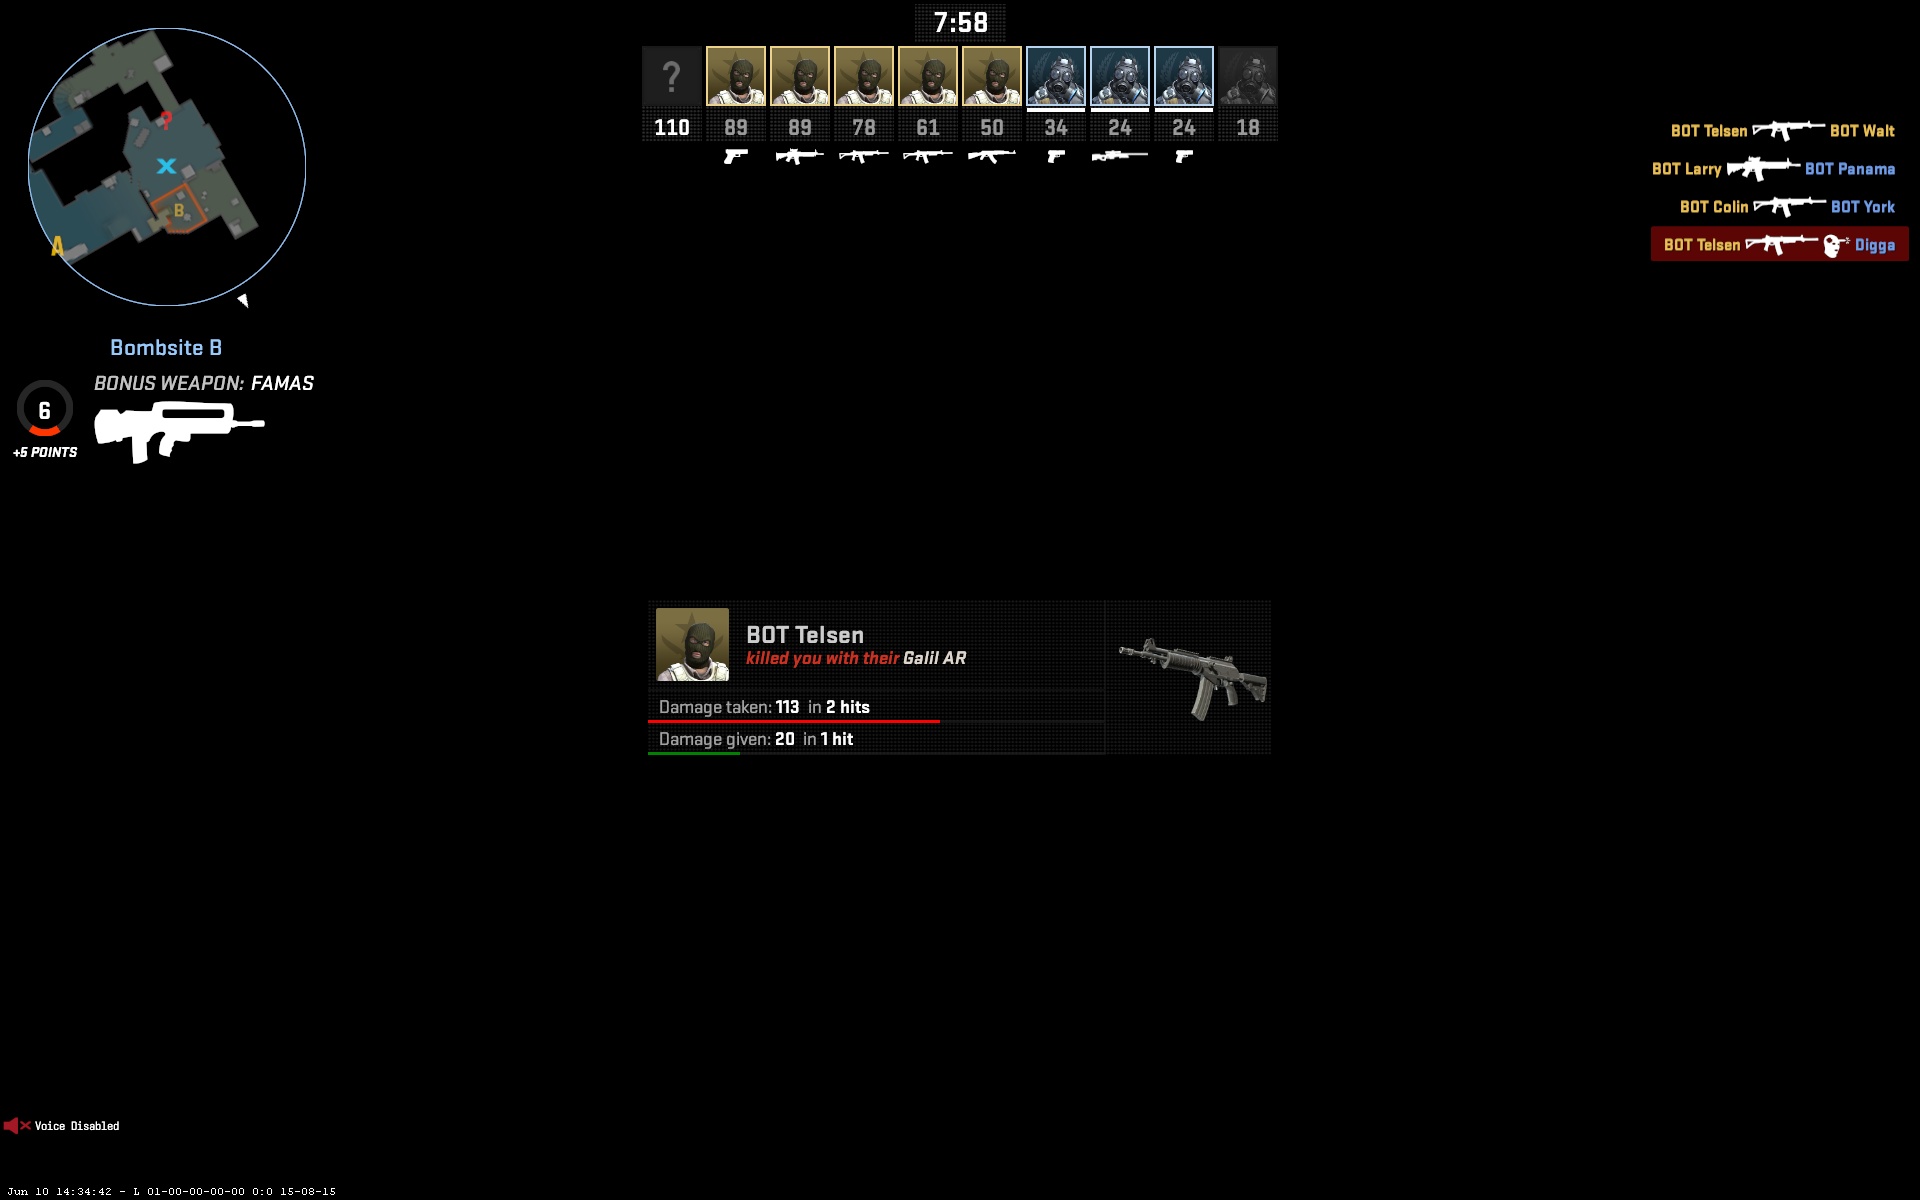 7:58
?
110 89 89 78 61 50 34 24 24 18
?
X
B
A
BOT Telsen BOT Walt
BOT Larry BOT Panama
BOT Colin BOT York
BOT Telsen Digga
Bombsite B
BONUS WEAPON: FAMAS
6
+5 POINTS
BOT Telsen
killed you with their Galil AR
Damage taken: 113 in 2 hits
Damage given: 20 in 1 hit
Voice Disabled
Jun 10 14:34:42 - L 01-00-00-00-00 0:0 15-08-15